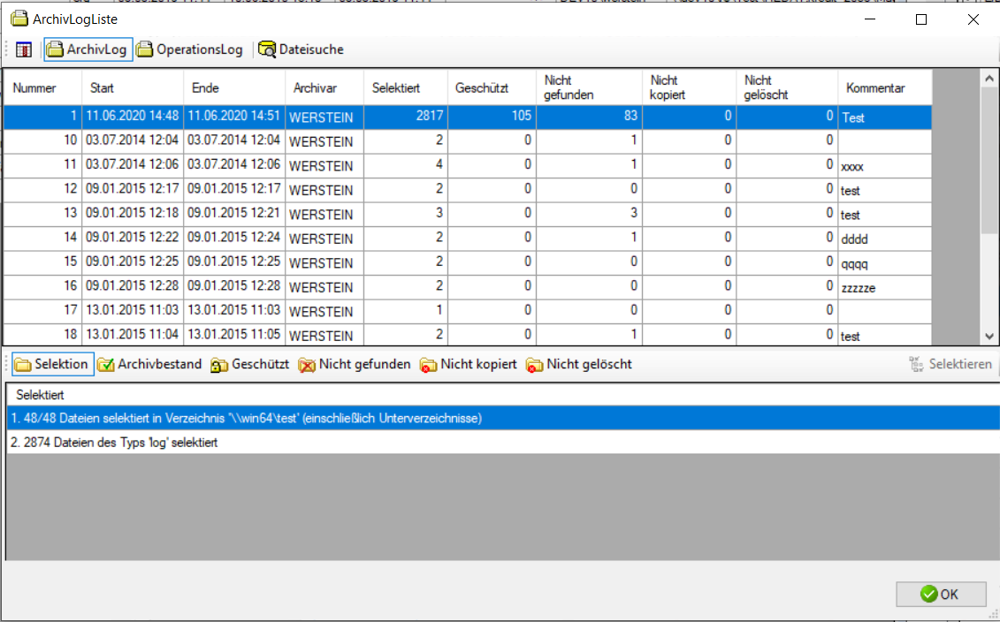 ArchivLogListe
ArchivLog OperationsLog Dateisuche
Nummer Start Ende Archivar Selektiert Geschützt Nicht gefunden Nicht kopiert Nicht gelöscht Kommentar
1 11.06.2020 14:48 11.06.2020 14:51 WERSTEIN 2817 105 83 0 0 Test
10 03.07.2014 12:04 03.07.2014 12:04 WERSTEIN 2 0 1 0 0
11 03.07.2014 12:06 03.07.2014 12:06 WERSTEIN 4 0 1 0 0 xxxx
12 09.01.2015 12:17 09.01.2015 12:17 WERSTEIN 2 0 0 0 0 test
13 09.01.2015 12:18 09.01.2015 12:21 WERSTEIN 3 0 3 0 0 test
14 09.01.2015 12:22 09.01.2015 12:24 WERSTEIN 2 0 1 0 0 dddd
15 09.01.2015 12:25 09.01.2015 12:25 WERSTEIN 2 0 0 0 0 qqqq
16 09.01.2015 12:28 09.01.2015 12:28 WERSTEIN 2 0 0 0 0 zzzzze
17 13.01.2015 11:03 13.01.2015 11:03 WERSTEIN 1 0 0 0 0
18 13.01.2015 11:04 13.01.2015 11:05 WERSTEIN 2 0 1 0 0 test
Selektion Archivbestand Geschützt Nicht gefunden Nicht kopiert Nicht gelöscht Selektieren
Selektiert
1. 48/48 Dateien selektiert in Verzeichnis '\\win64\test' (einschließlich Unterverzeichnisse)
2. 2874 Dateien des Typs 'log' selektiert
OK